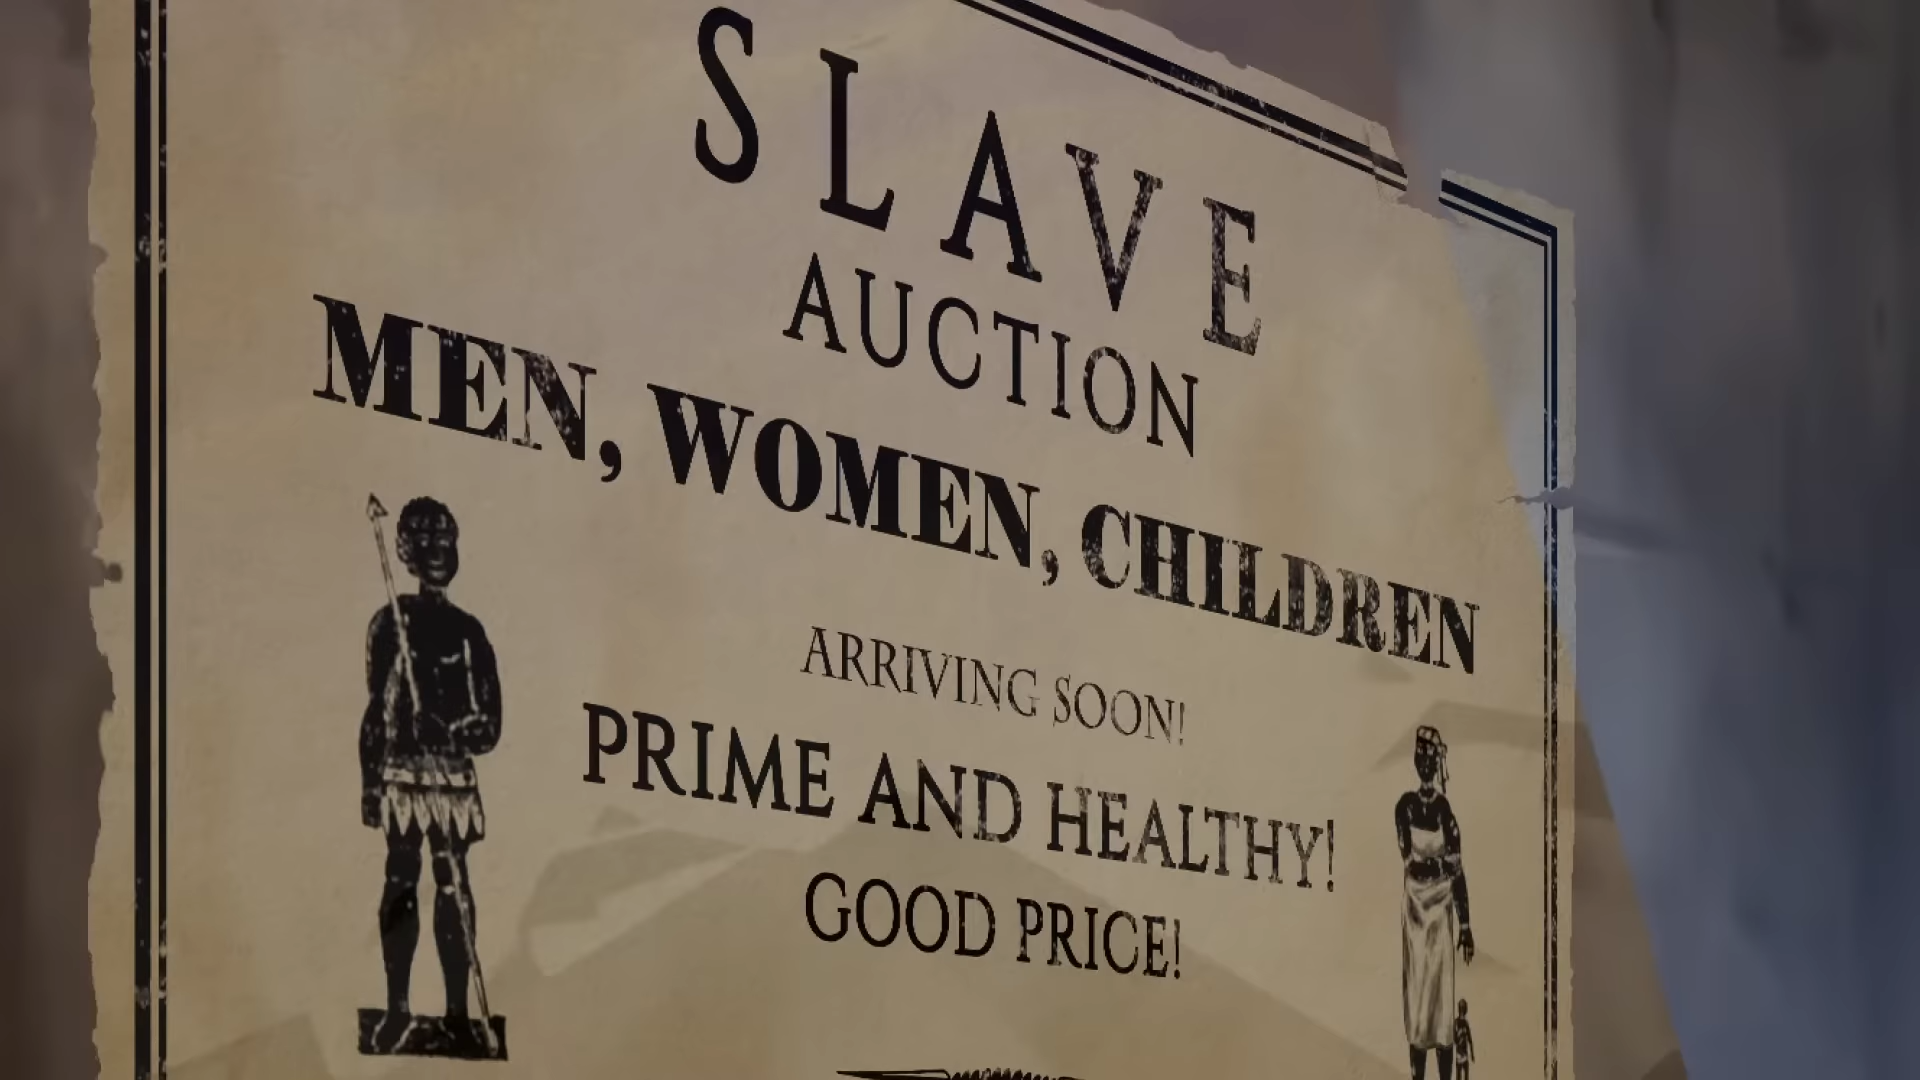 SLAVE
AUCTION
MEN, WOMEN, CHILDREN
ARRIVING SOON!
PRIME AND HEALTHY!
GOOD PRICE!